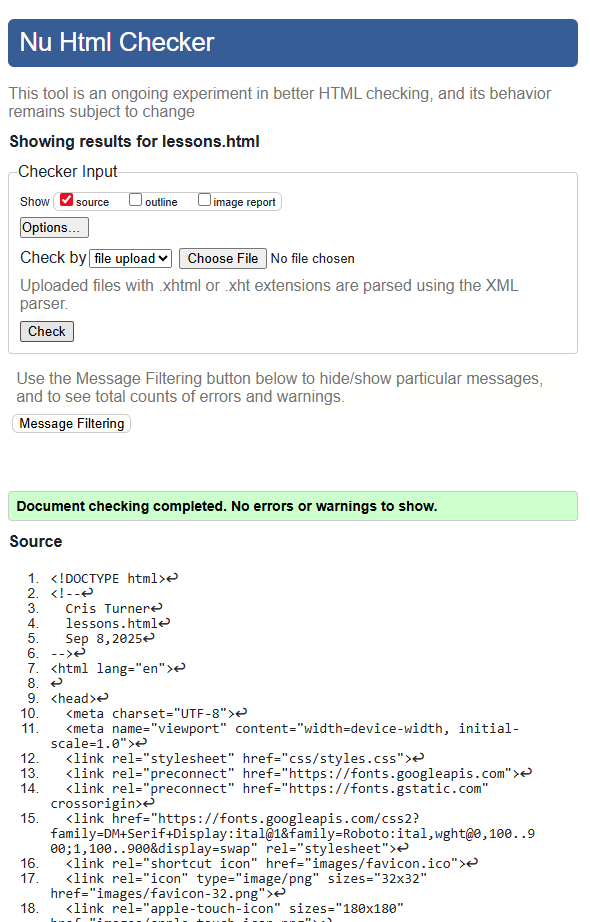 Nu Html Checker
This tool is an ongoing experiment in better HTML checking, and its behavior
remains subject to change
Showing results for lessons.html
Checker Input
Show source outline image report
Options...
Check by file upload Choose File No file chosen
Uploaded files with .xhtml or .xht extensions are parsed using the XML
parser.
Check
Use the Message Filtering button below to hide/show particular messages,
and to see total counts of errors and warnings.
Message Filtering
Document checking completed. No errors or warnings to show.
Source
1. <!DOCTYPE html>↩
2. <!--↩
3. Cris Turner↩
4. lessons.html↩
5. Sep 8,2025↩
6. -->↩
7. <html lang="en">↩
8. ↩
9. <head>↩
10. <meta charset="UTF-8">↩
11. <meta name="viewport" content="width=device-width, initial-
scale=1.0">↩
12. <link rel="stylesheet" href="css/styles.css">↩
13. <link rel="preconnect" href="https://fonts.googleapis.com">↩
14. <link rel="preconnect" href="https://fonts.gstatic.com"
crossorigin>↩
15. <link href="https://fonts.googleapis.com/css2?
family=DM+Serif+Display:ital@1&family=Roboto:ital,wght@0,100..9
00;1,100..900&display=swap" rel="stylesheet">↩
16. <link rel="shortcut icon" href="images/favicon.ico">↩
17. <link rel="icon" type="image/png" sizes="32x32"
href="images/favicon-32.png">↩
18. <link rel="apple-touch-icon" sizes="180x180"
href="images/apple-touch-icon.png">↩